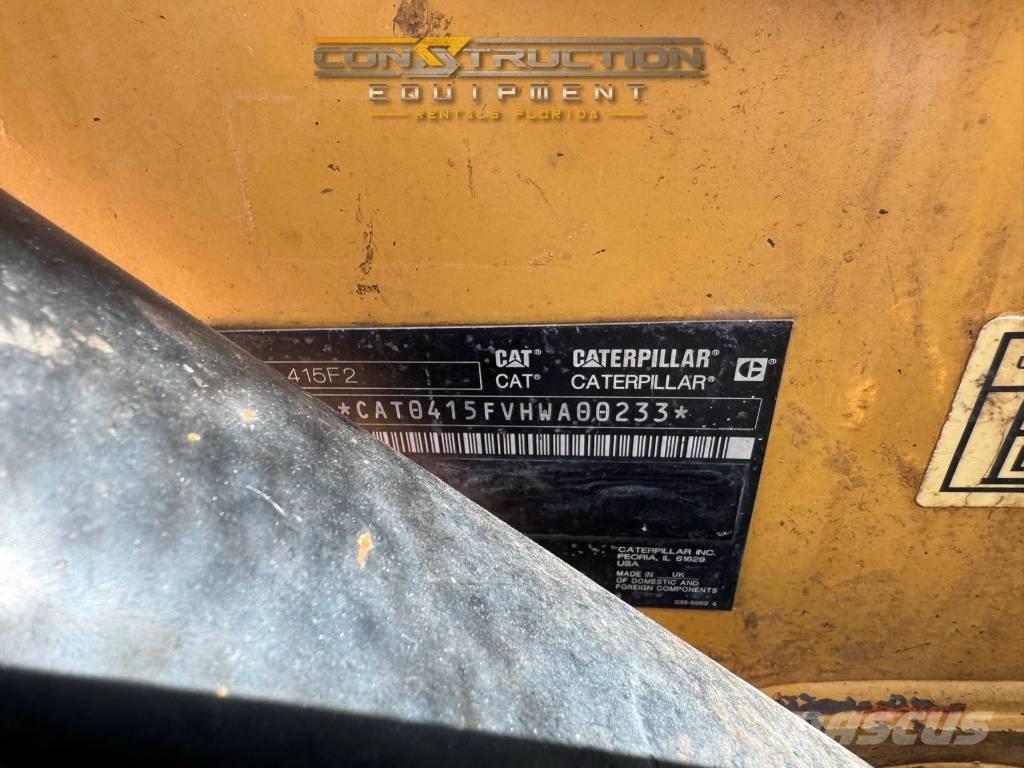 CONSTRUCTION
EQUIPMENT
RENTALS FLORIDA
415F2
CAT® CATERPILLAR®
CAT® CATERPILLAR®
*CAT0415FVHWA00233*
CATERPILLAR INC.
PEORIA, IL 61629
USA
MADE IN UK
OF DOMESTIC AND
FOREIGN COMPONENTS